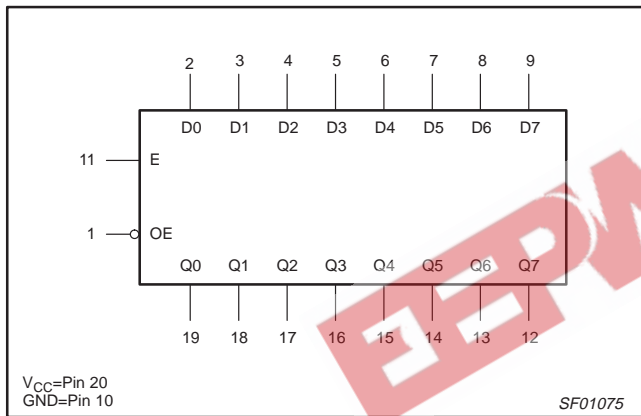 2 3 4 5 6 7 8 9
D0 D1 D2 D3 D4 D5 D6 D7
11 E
1 OE
Q0 Q1 Q2 Q3 Q4 Q5 Q6 Q7
19 18 17 16 15 14 13 12
VCC=Pin 20
GND=Pin 10
SF01075